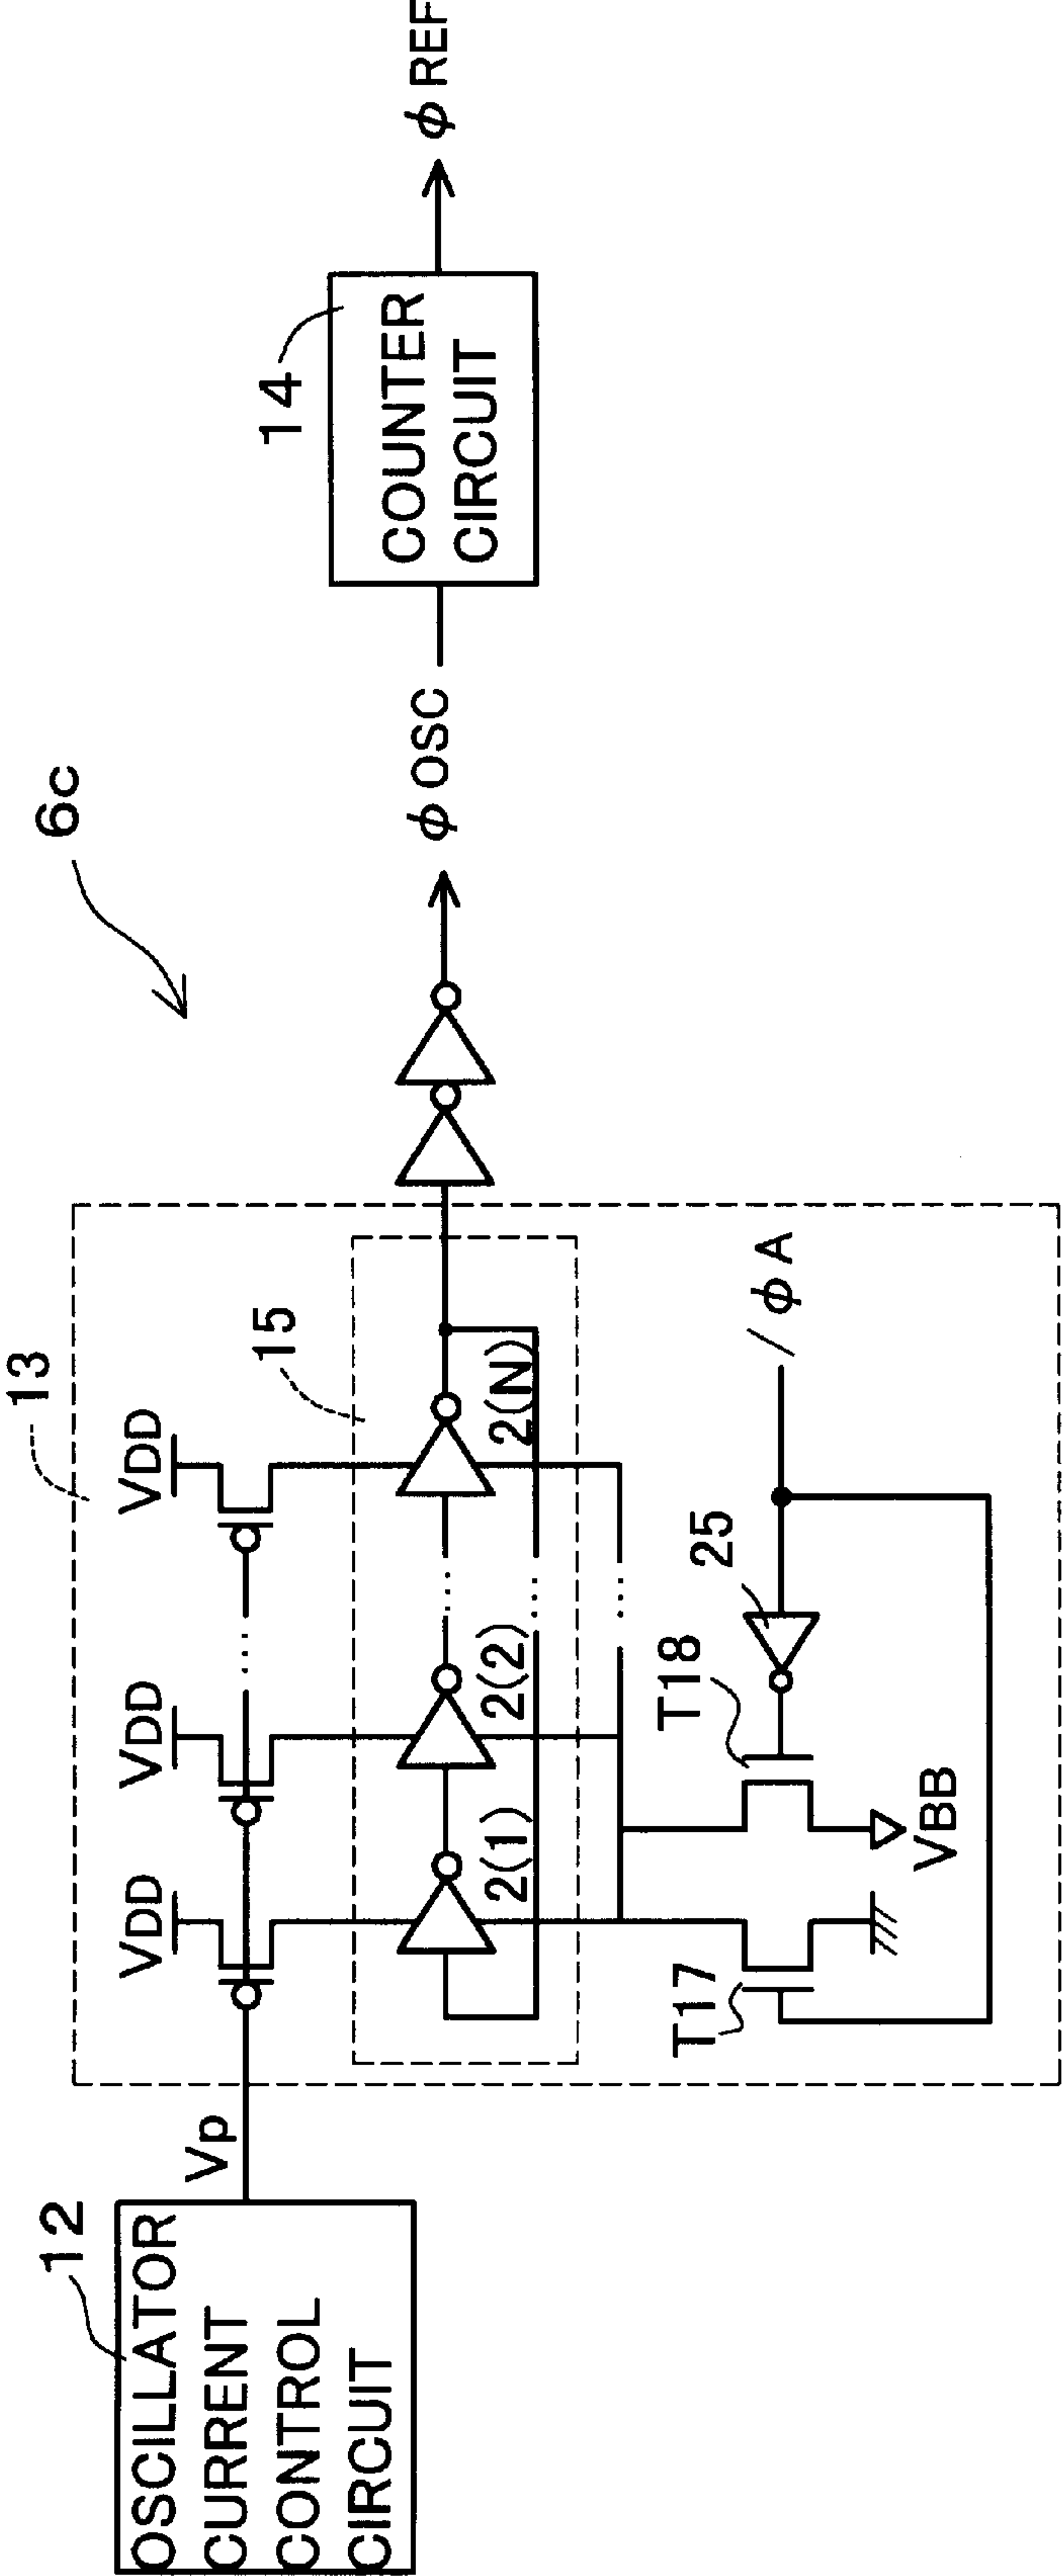 6c
13
12
OSCILLATOR
CURRENT
CONTROL
CIRCUIT
Vp
VDD
VDD
VDD
15
2(1)
2(2)
...
2(N)
T17
T18
25
VBB
/φA
φOSC
14
COUNTER
CIRCUIT
φREF